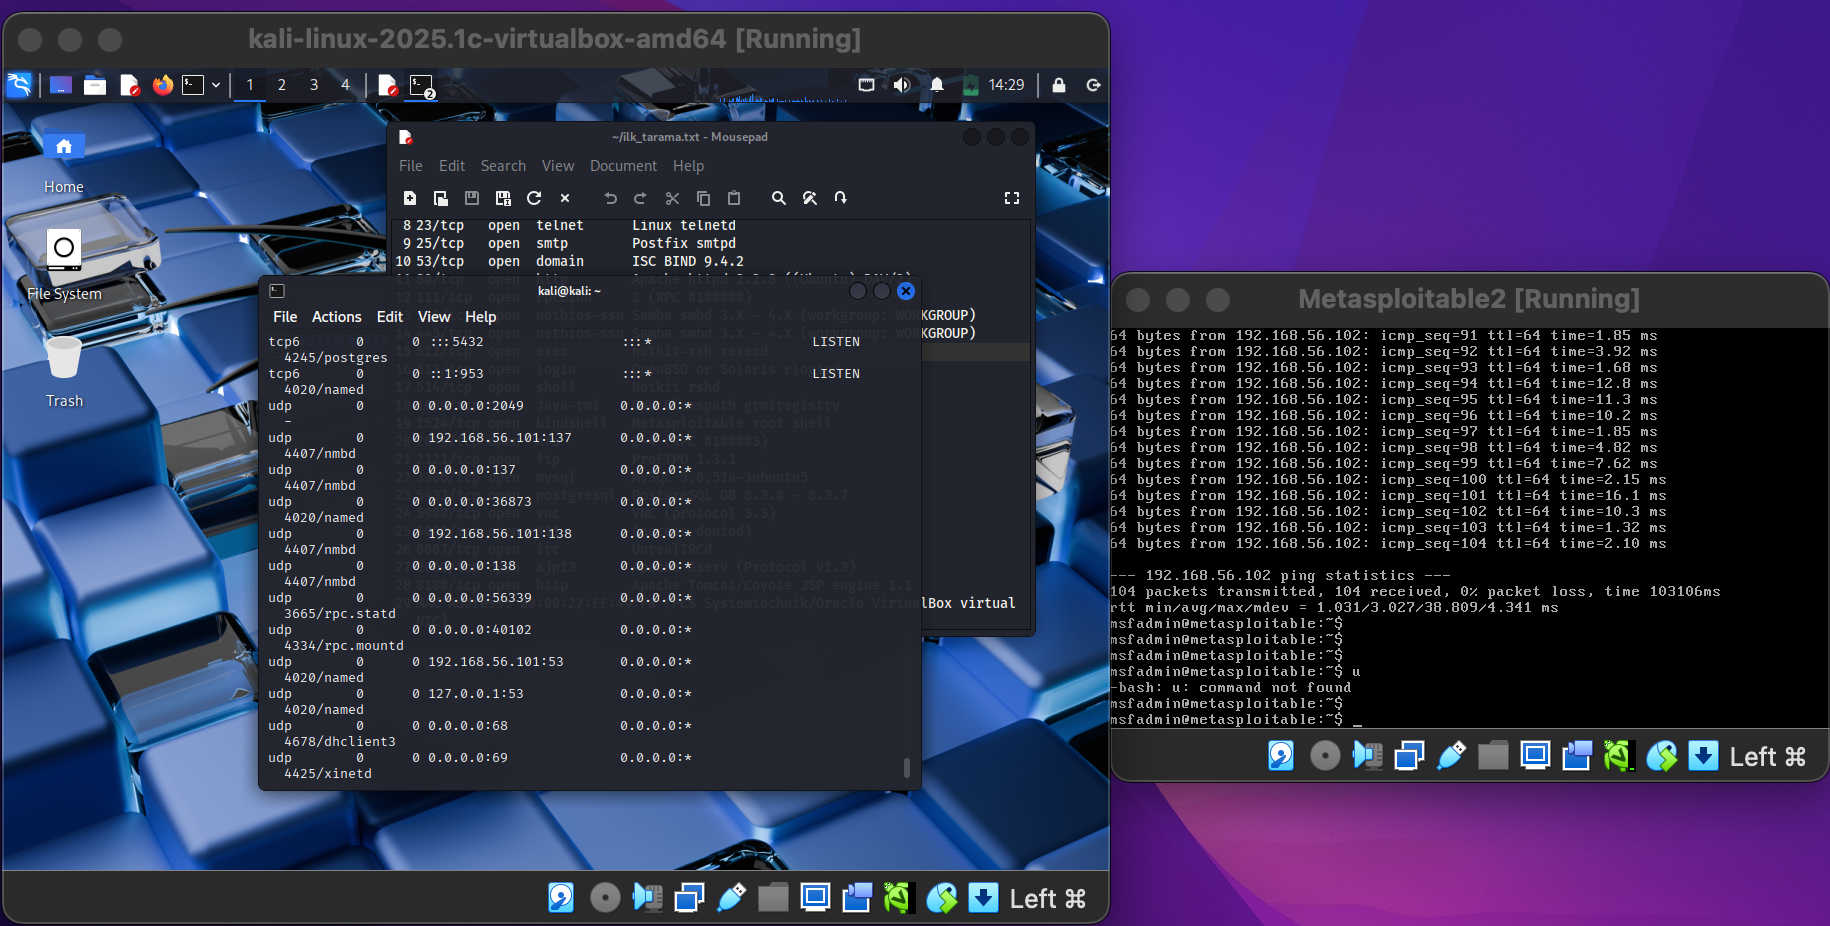 kali-linux-2025.1c-virtualbox-amd64 [Running]
1 2 3 4
2
14:29
Home
File System
Trash
~/ilk_tarama.txt - Mousepad
File Edit Search View Document Help
8 23/tcp open telnet Linux telnetd
9 25/tcp open smtp Postfix smtpd
10 53/tcp open domain ISC BIND 9.4.2
WORKGROUP)
WORKGROUP)
VirtualBox virtual
kali@kali: ~
File Actions Edit View Help
tcp6 0 0 :::5432 :::* LISTEN
4245/postgres
tcp6 0 0 ::1:953 :::* LISTEN
4020/named
udp 0 0 0.0.0.0:2049 0.0.0.0:*
-
udp 0 0 192.168.56.101:137 0.0.0.0:*
4407/nmbd
udp 0 0 0.0.0.0:137 0.0.0.0:*
4407/nmbd
udp 0 0 0.0.0.0:36873 0.0.0.0:*
4020/named
udp 0 0 192.168.56.101:138 0.0.0.0:*
4407/nmbd
udp 0 0 0.0.0.0:138 0.0.0.0:*
4407/nmbd
udp 0 0 0.0.0.0:56339 0.0.0.0:*
3665/rpc.statd
udp 0 0 0.0.0.0:40102 0.0.0.0:*
4334/rpc.mountd
udp 0 0 192.168.56.101:53 0.0.0.0:*
4020/named
udp 0 0 127.0.0.1:53 0.0.0.0:*
4020/named
udp 0 0 0.0.0.0:68 0.0.0.0:*
4678/dhclient3
udp 0 0 0.0.0.0:69 0.0.0.0:*
4425/xinetd
Left ⌘
Metasploitable2 [Running]
64 bytes from 192.168.56.102: icmp_seq=91 ttl=64 time=1.85 ms
64 bytes from 192.168.56.102: icmp_seq=92 ttl=64 time=3.92 ms
64 bytes from 192.168.56.102: icmp_seq=93 ttl=64 time=1.68 ms
64 bytes from 192.168.56.102: icmp_seq=94 ttl=64 time=12.8 ms
64 bytes from 192.168.56.102: icmp_seq=95 ttl=64 time=11.3 ms
64 bytes from 192.168.56.102: icmp_seq=96 ttl=64 time=10.2 ms
64 bytes from 192.168.56.102: icmp_seq=97 ttl=64 time=1.85 ms
64 bytes from 192.168.56.102: icmp_seq=98 ttl=64 time=4.82 ms
64 bytes from 192.168.56.102: icmp_seq=99 ttl=64 time=7.62 ms
64 bytes from 192.168.56.102: icmp_seq=100 ttl=64 time=2.15 ms
64 bytes from 192.168.56.102: icmp_seq=101 ttl=64 time=16.1 ms
64 bytes from 192.168.56.102: icmp_seq=102 ttl=64 time=10.3 ms
64 bytes from 192.168.56.102: icmp_seq=103 ttl=64 time=1.32 ms
64 bytes from 192.168.56.102: icmp_seq=104 ttl=64 time=2.10 ms
--- 192.168.56.102 ping statistics ---
104 packets transmitted, 104 received, 0% packet loss, time 103106ms
rtt min/avg/max/mdev = 1.031/3.027/38.809/4.341 ms
msfadmin@metasploitable:~$
msfadmin@metasploitable:~$
msfadmin@metasploitable:~$
msfadmin@metasploitable:~$ u
-bash: u: command not found
msfadmin@metasploitable:~$
msfadmin@metasploitable:~$ _
Left ⌘